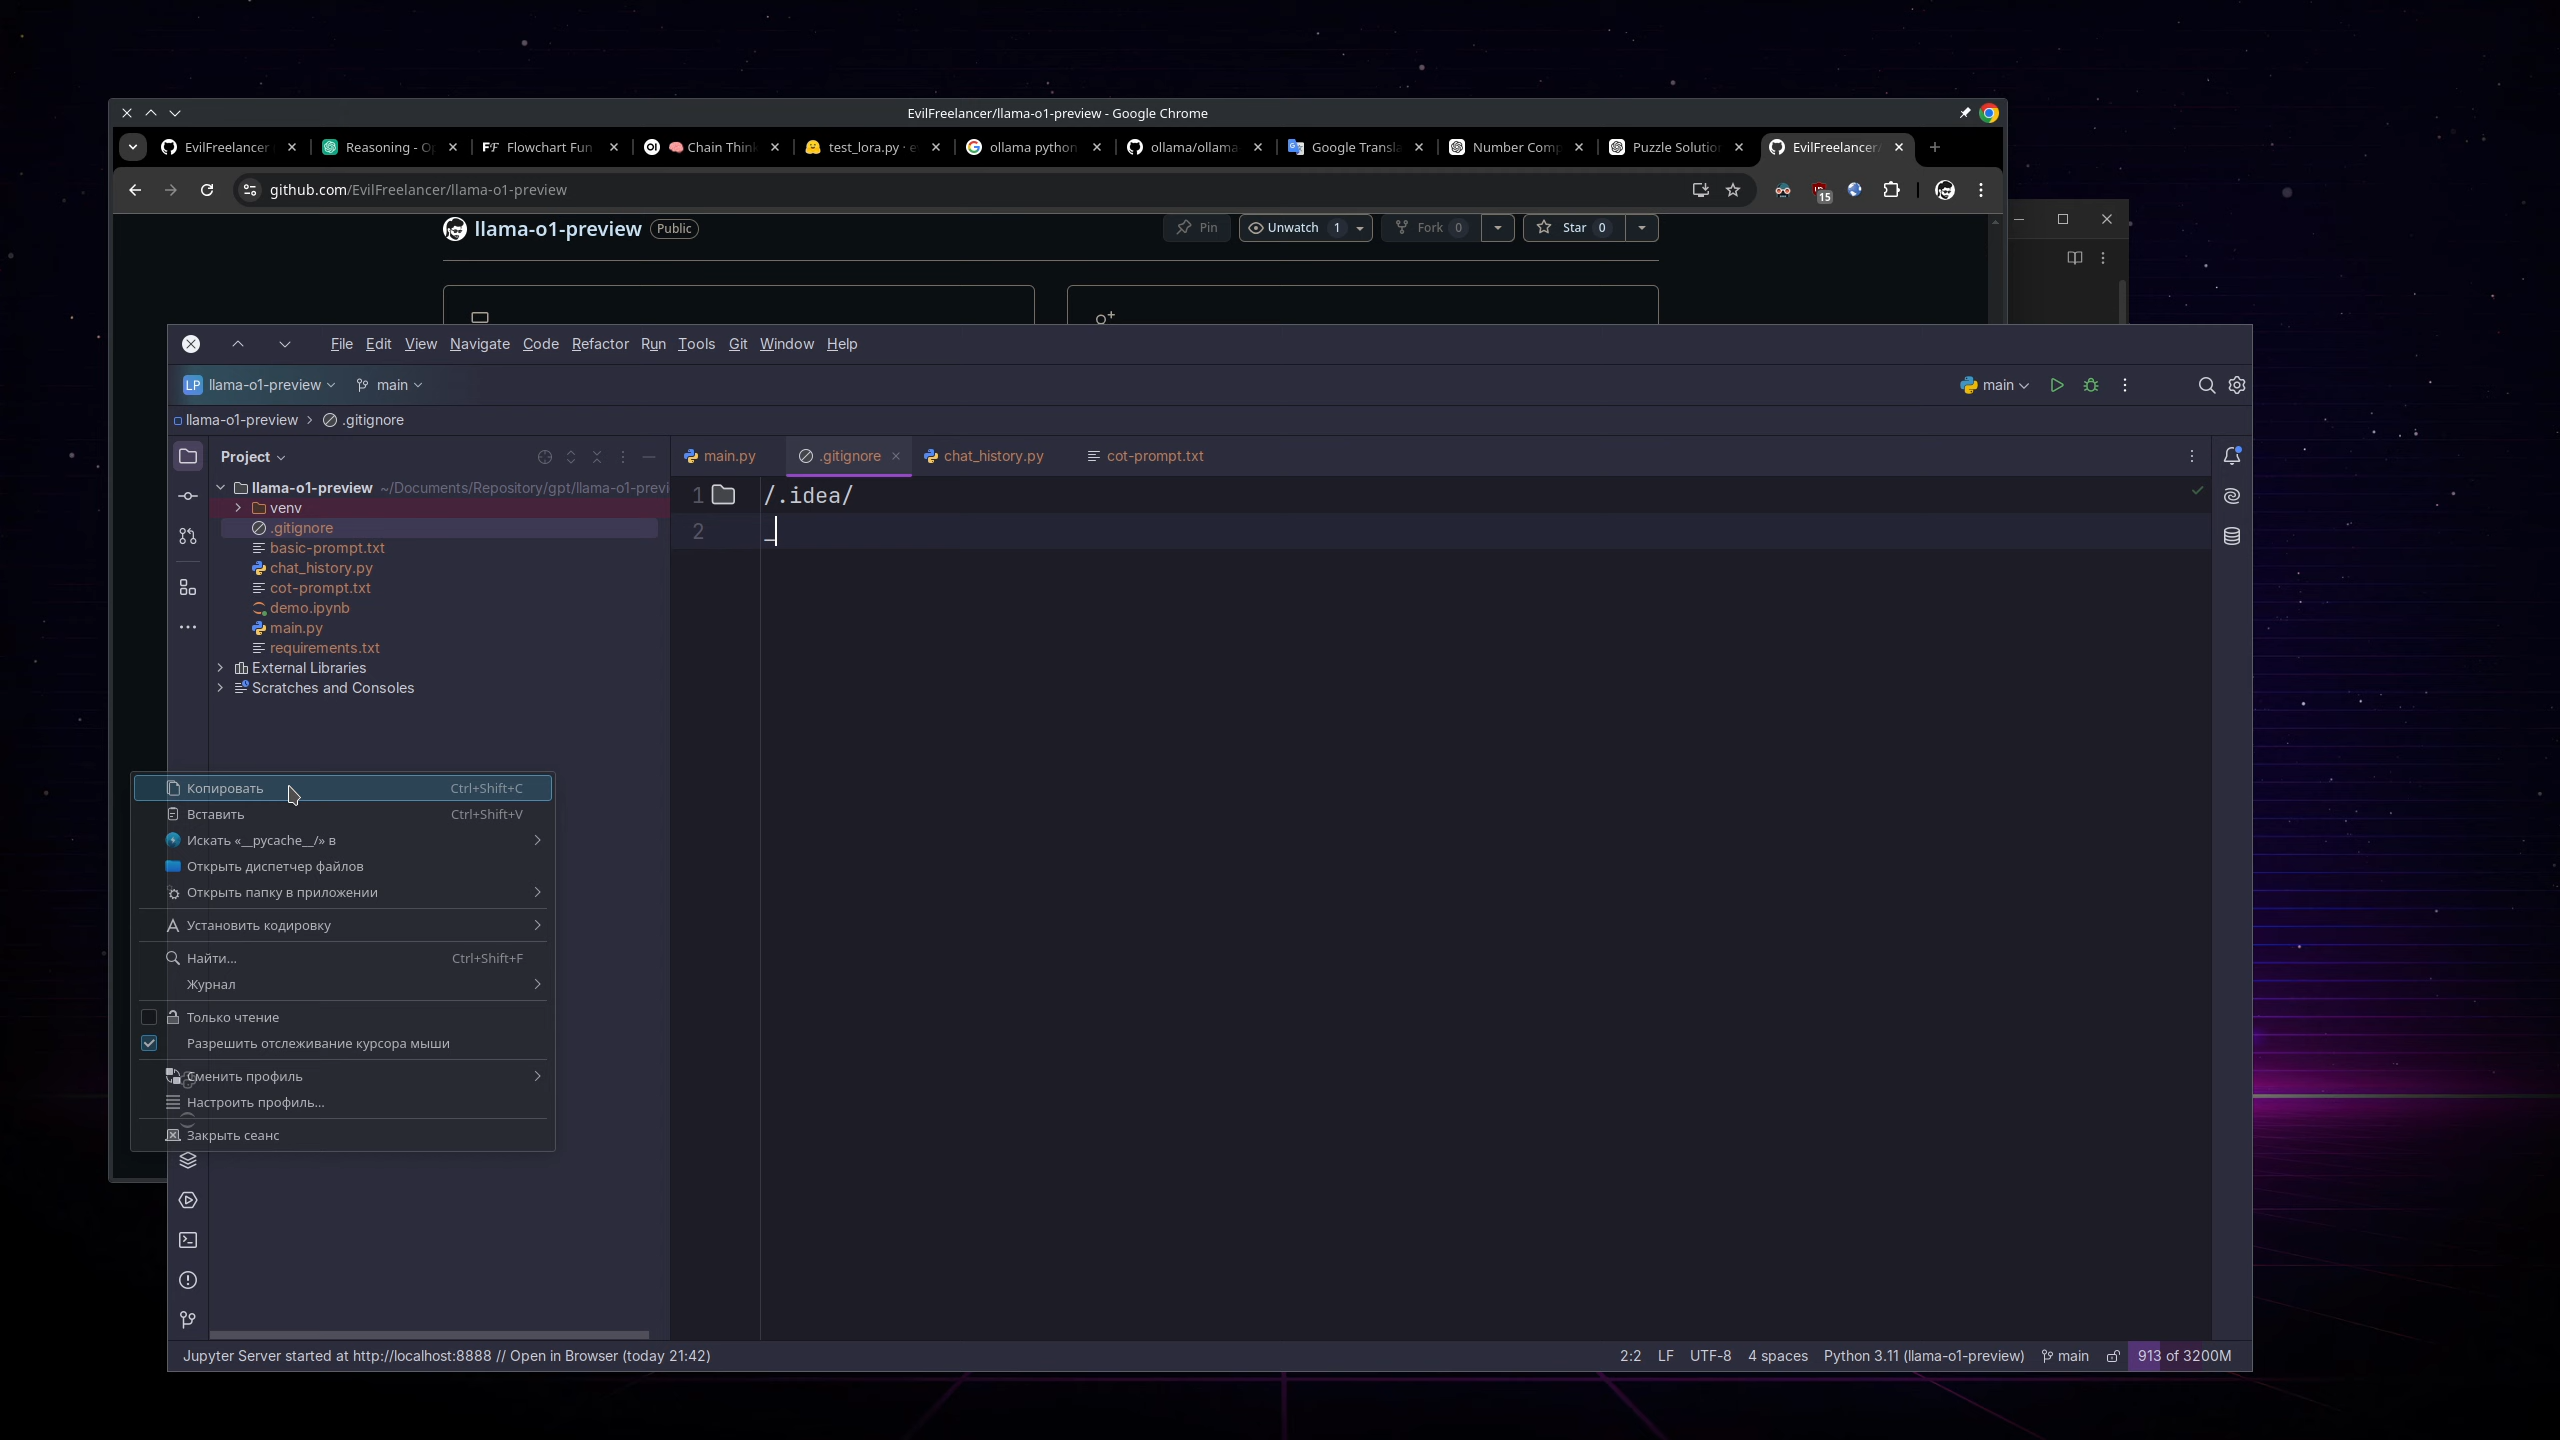 EvilFreelancer/llama-o1-preview - Google Chrome
EvilFreelancer
Reasoning - O
Flowchart Fun
Chain Think
test_lora.py · e
ollama python
ollama/ollama
Google Transla
Number Comp
Puzzle Solution
EvilFreelancer/
github.com/EvilFreelancer/llama-o1-preview
15
llama-o1-preview Public
Pin
Unwatch 1
Fork 0
Star 0
File Edit View Navigate Code Refactor Run Tools Git Window Help
LP llama-o1-preview main
main
llama-o1-preview > .gitignore
Project
main.py
.gitignore
chat_history.py
cot-prompt.txt
llama-o1-preview ~/Documents/Repository/gpt/llama-o1-previ
venv
.gitignore
basic-prompt.txt
chat_history.py
cot-prompt.txt
demo.ipynb
main.py
requirements.txt
External Libraries
Scratches and Consoles
1 /.idea/
2 _
Копировать Ctrl+Shift+C
Вставить Ctrl+Shift+V
Искать «__pycache__/» в
Открыть диспетчер файлов
Открыть папку в приложении
Установить кодировку
Найти... Ctrl+Shift+F
Журнал
Только чтение
Разрешить отслеживание курсора мыши
Сменить профиль
Настроить профиль...
Закрыть сеанс
Jupyter Server started at http://localhost:8888 // Open in Browser (today 21:42)
2:2 LF UTF-8 4 spaces Python 3.11 (llama-o1-preview) main 913 of 3200M